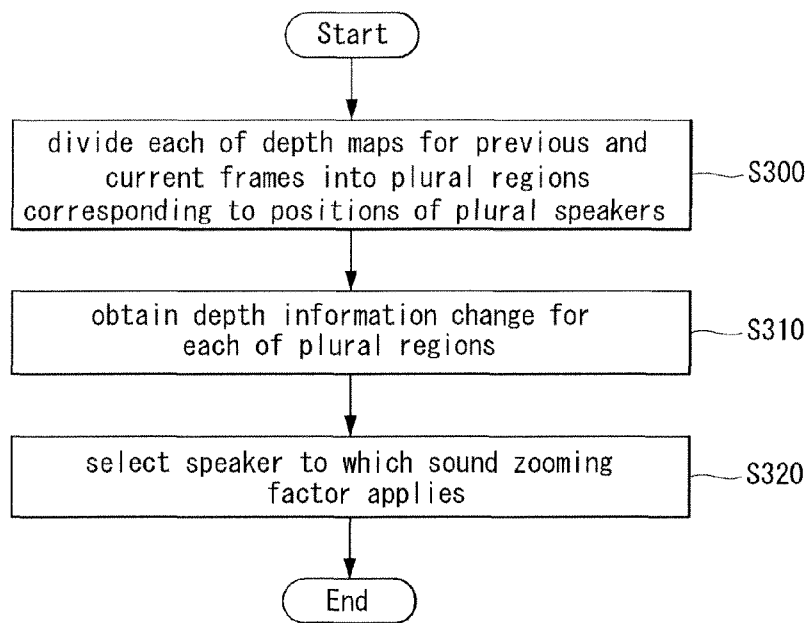 Start
divide each of depth maps for previous and
current frames into plural regions
corresponding to positions of plural speakers
S300
obtain depth information change for
each of plural regions
S310
select speaker to which sound zooming
factor applies
S320
End